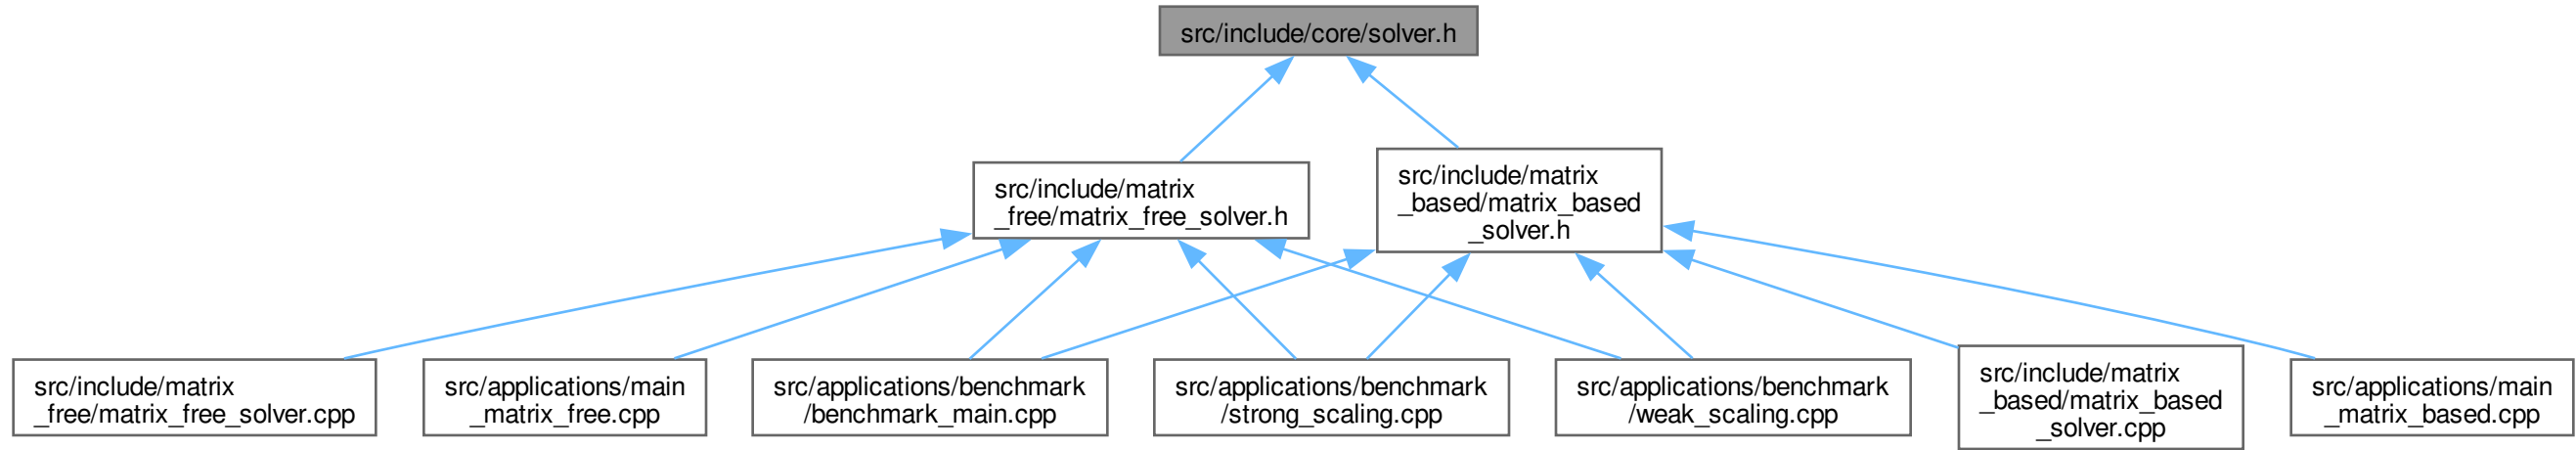 src/include/core/solver.h
src/include/matrix
_free/matrix_free_solver.h
src/include/matrix
_based/matrix_based
_solver.h
src/include/matrix
_free/matrix_free_solver.cpp
src/applications/main
_matrix_free.cpp
src/applications/benchmark
/benchmark_main.cpp
src/applications/benchmark
/strong_scaling.cpp
src/applications/benchmark
/weak_scaling.cpp
src/include/matrix
_based/matrix_based
_solver.cpp
src/applications/main
_matrix_based.cpp